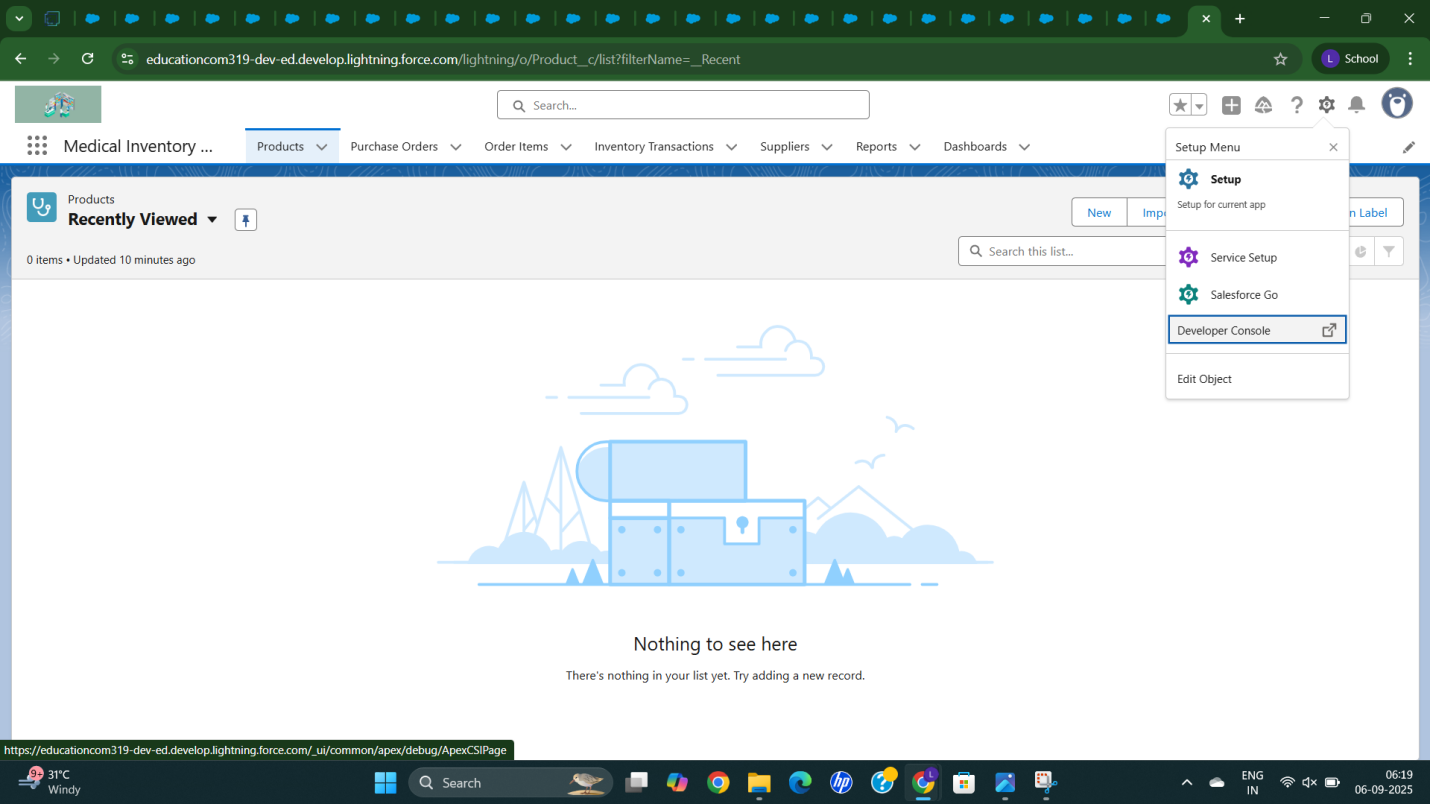 educationcom319-dev-ed.develop.lightning.force.com/lightning/o/Product__c/list?filterName=__Recent
L School
Search...
Medical Inventory ...
Products
Purchase Orders
Order Items
Inventory Transactions
Suppliers
Reports
Dashboards
Setup Menu
Setup
Setup for current app
Service Setup
Salesforce Go
Developer Console
Edit Object
Products
Recently Viewed
New
0 items • Updated 10 minutes ago
Search this list...
Label
Nothing to see here
There's nothing in your list yet. Try adding a new record.
https://educationcom319-dev-ed.develop.lightning.force.com/_ui/common/apex/debug/ApexCSIPage
9+
31°C
Windy
Search
L
ENG
IN
06:19
06-09-2025